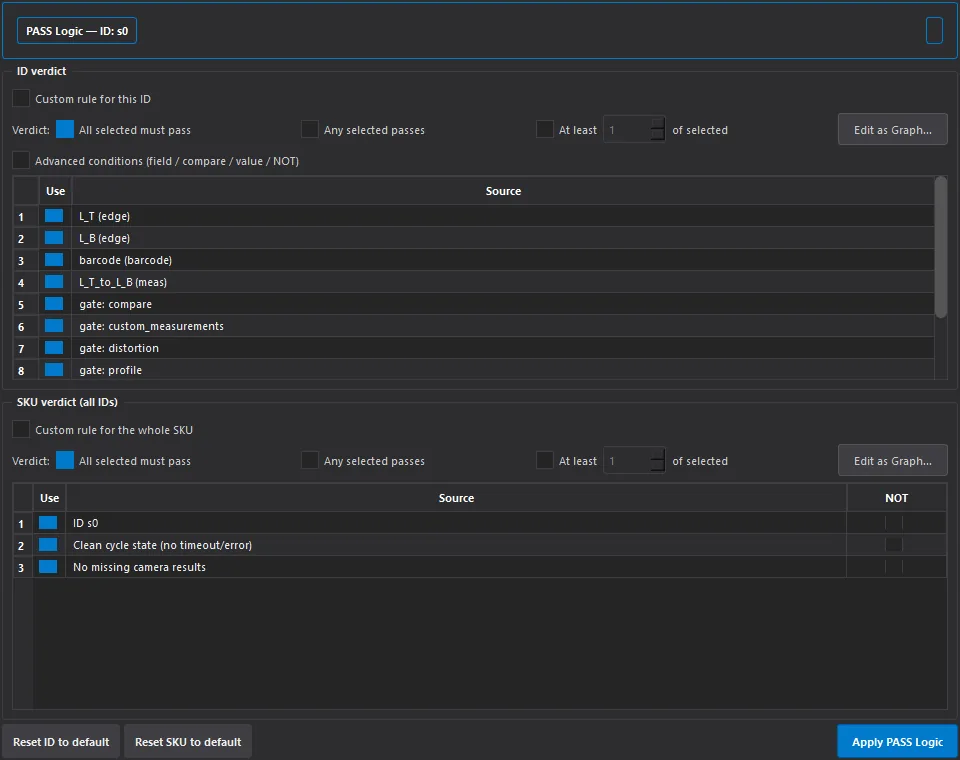 PASS Logic — ID: s0
ID verdict
Custom rule for this ID
Verdict: All selected must pass Any selected passes At least 1 of selected Edit as Graph...
Advanced conditions (field / compare / value / NOT)
Use Source
1 L_T (edge)
2 L_B (edge)
3 barcode (barcode)
4 L_T_to_L_B (meas)
5 gate: compare
6 gate: custom_measurements
7 gate: distortion
8 gate: profile
SKU verdict (all IDs)
Custom rule for the whole SKU
Verdict: All selected must pass Any selected passes At least 1 of selected Edit as Graph...
Use Source NOT
1 ID s0
2 Clean cycle state (no timeout/error)
3 No missing camera results
Reset ID to default Reset SKU to default Apply PASS Logic